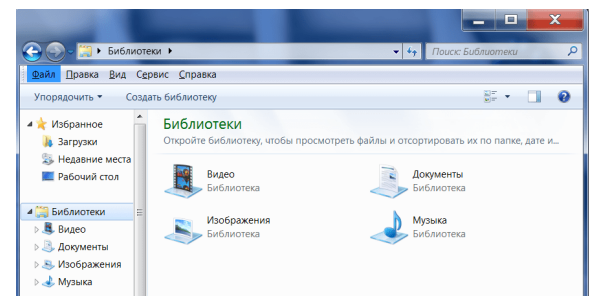 Библиотеки
Поиск: Библиотеки
Файл Правка Вид Сервис Справка
Упорядочить Создать библиотеку
Избранное
Загрузки
Недавние места
Рабочий стол
Библиотеки
Видео
Документы
Изображения
Музыка
Библиотеки
Откройте библиотеку, чтобы просмотреть файлы и отсортировать их по папке, дате и...
Видео
Библиотека
Документы
Библиотека
Изображения
Библиотека
Музыка
Библиотека